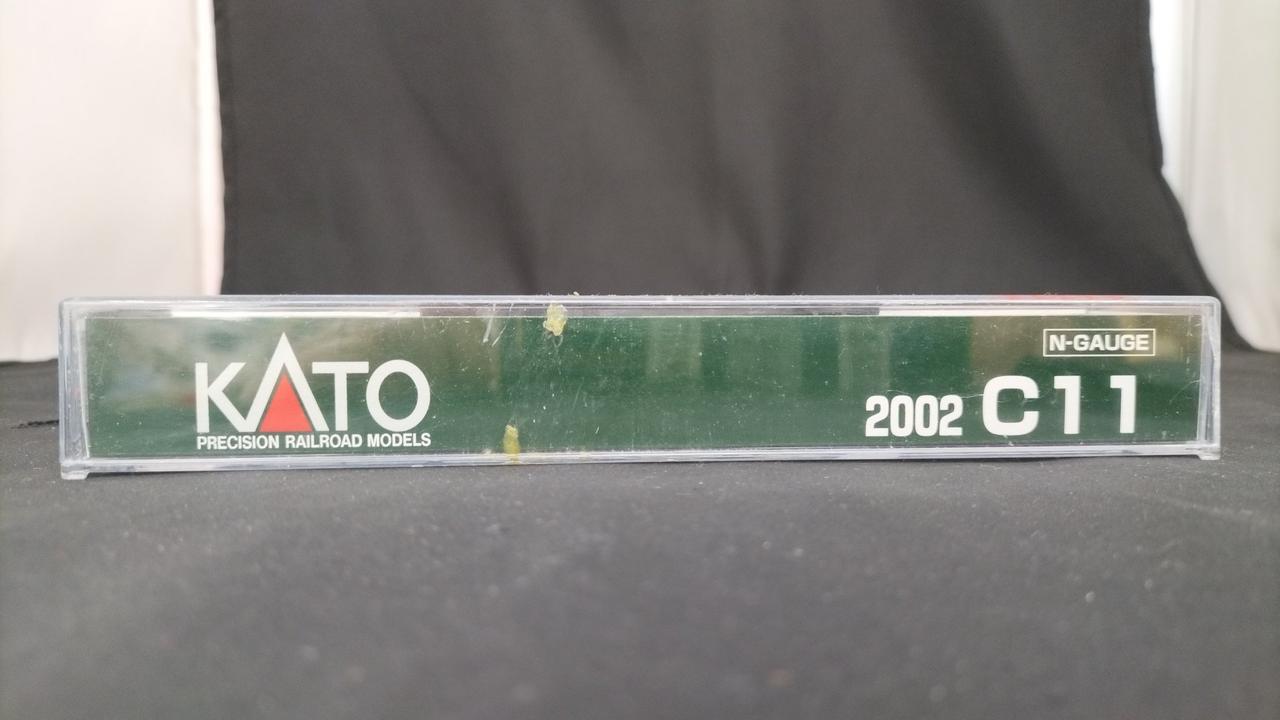 KATO
PRECISION RAILROAD MODELS
N-GAUGE
2002 C11